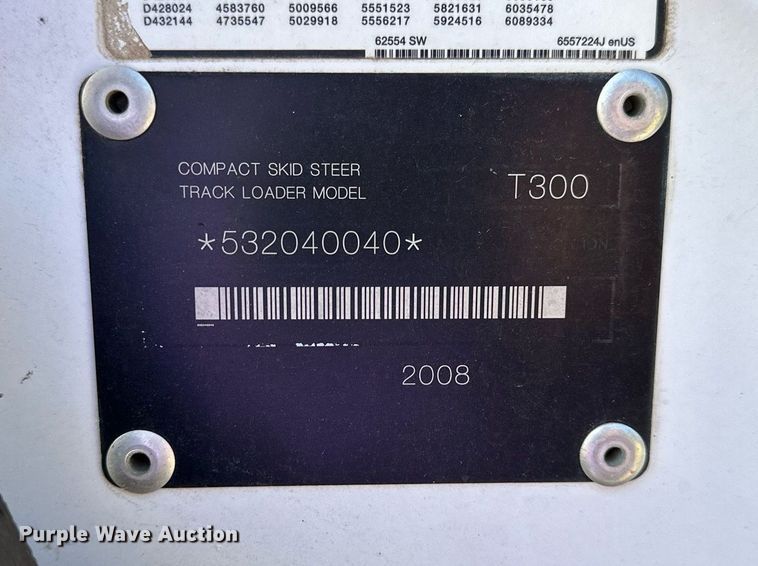 D428024 4583760 5009566 5551523 5821631 6035478
D432144 4735547 5029918 5556217 5924516 6089334
62554 SW 6557224J enUS
COMPACT SKID STEER
TRACK LOADER MODEL T300
*532040040*
2008
Purple Wave Auction